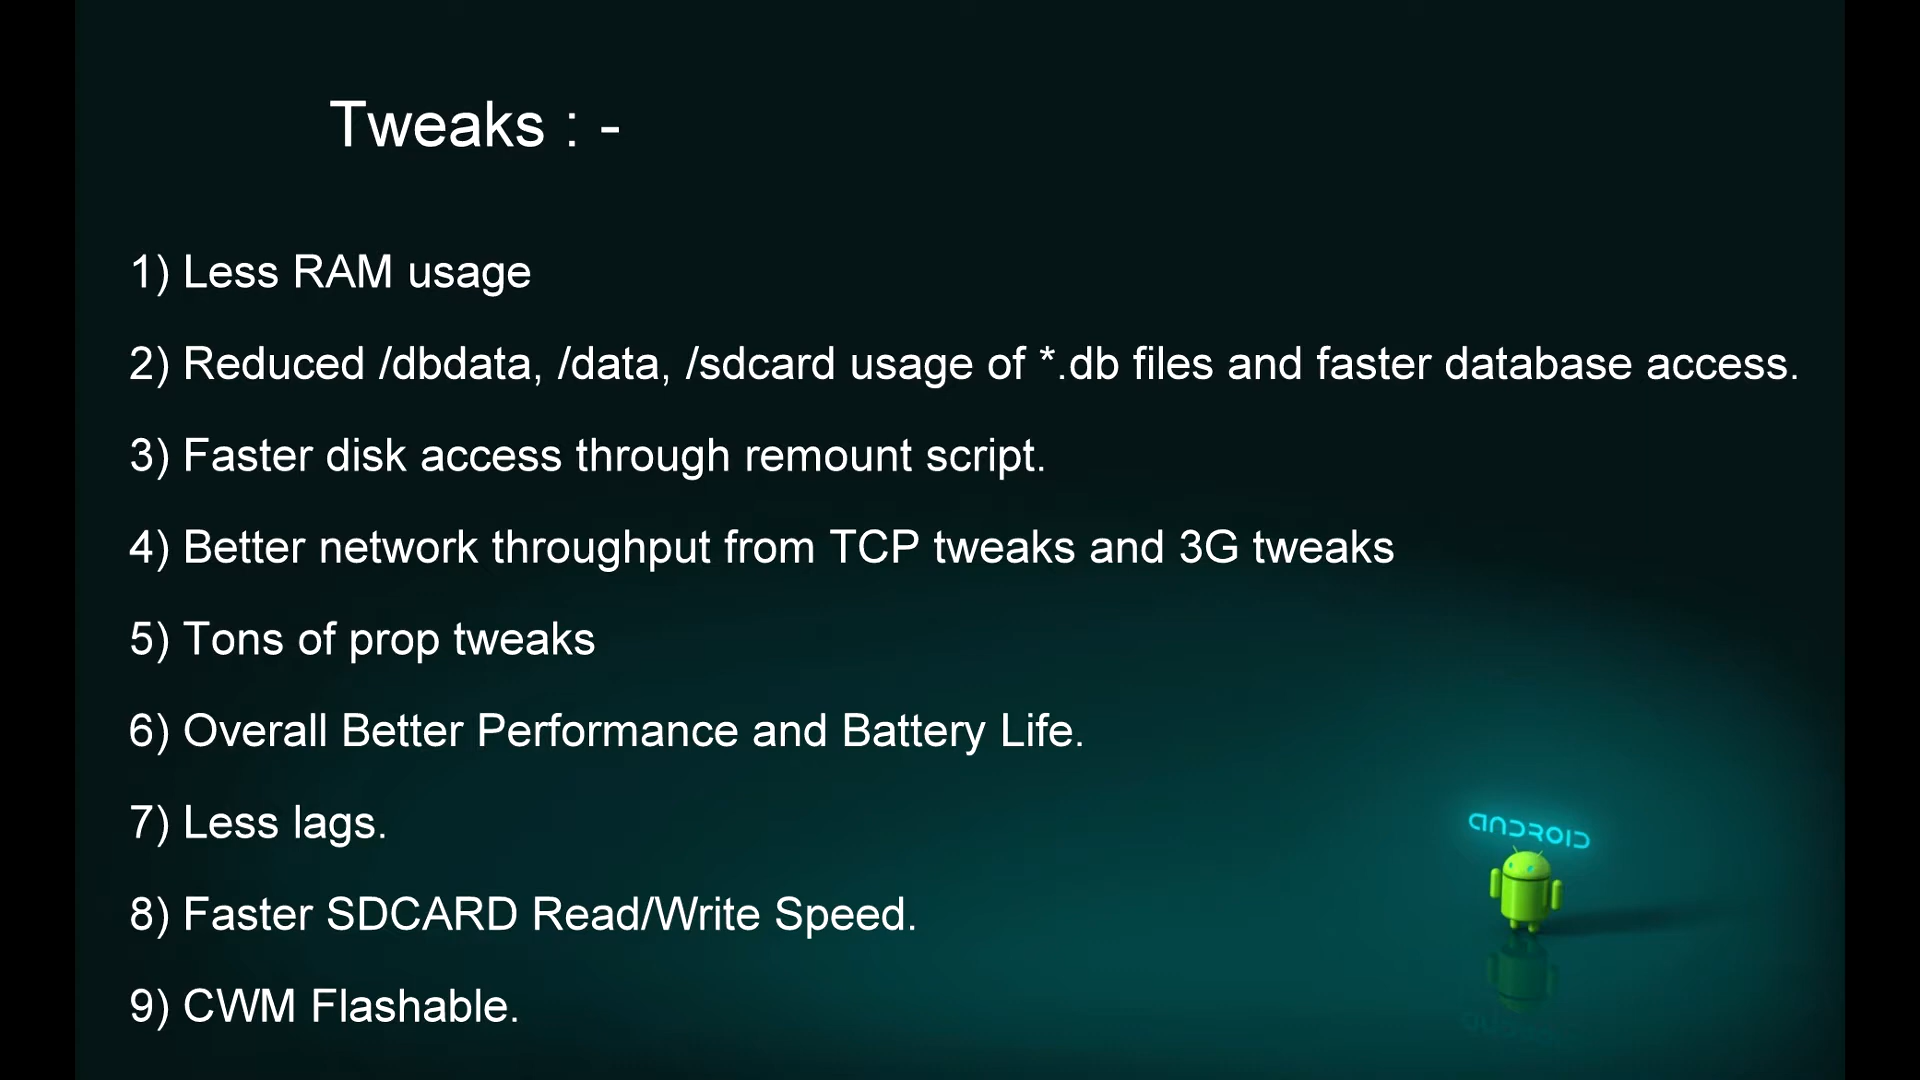 Tweaks : -
1) Less RAM usage
2) Reduced /dbdata, /data, /sdcard usage of *.db files and faster database access.
3) Faster disk access through remount script.
4) Better network throughput from TCP tweaks and 3G tweaks
5) Tons of prop tweaks
6) Overall Better Performance and Battery Life.
7) Less lags.
ANDROID
8) Faster SDCARD Read/Write Speed.
9) CWM Flashable.